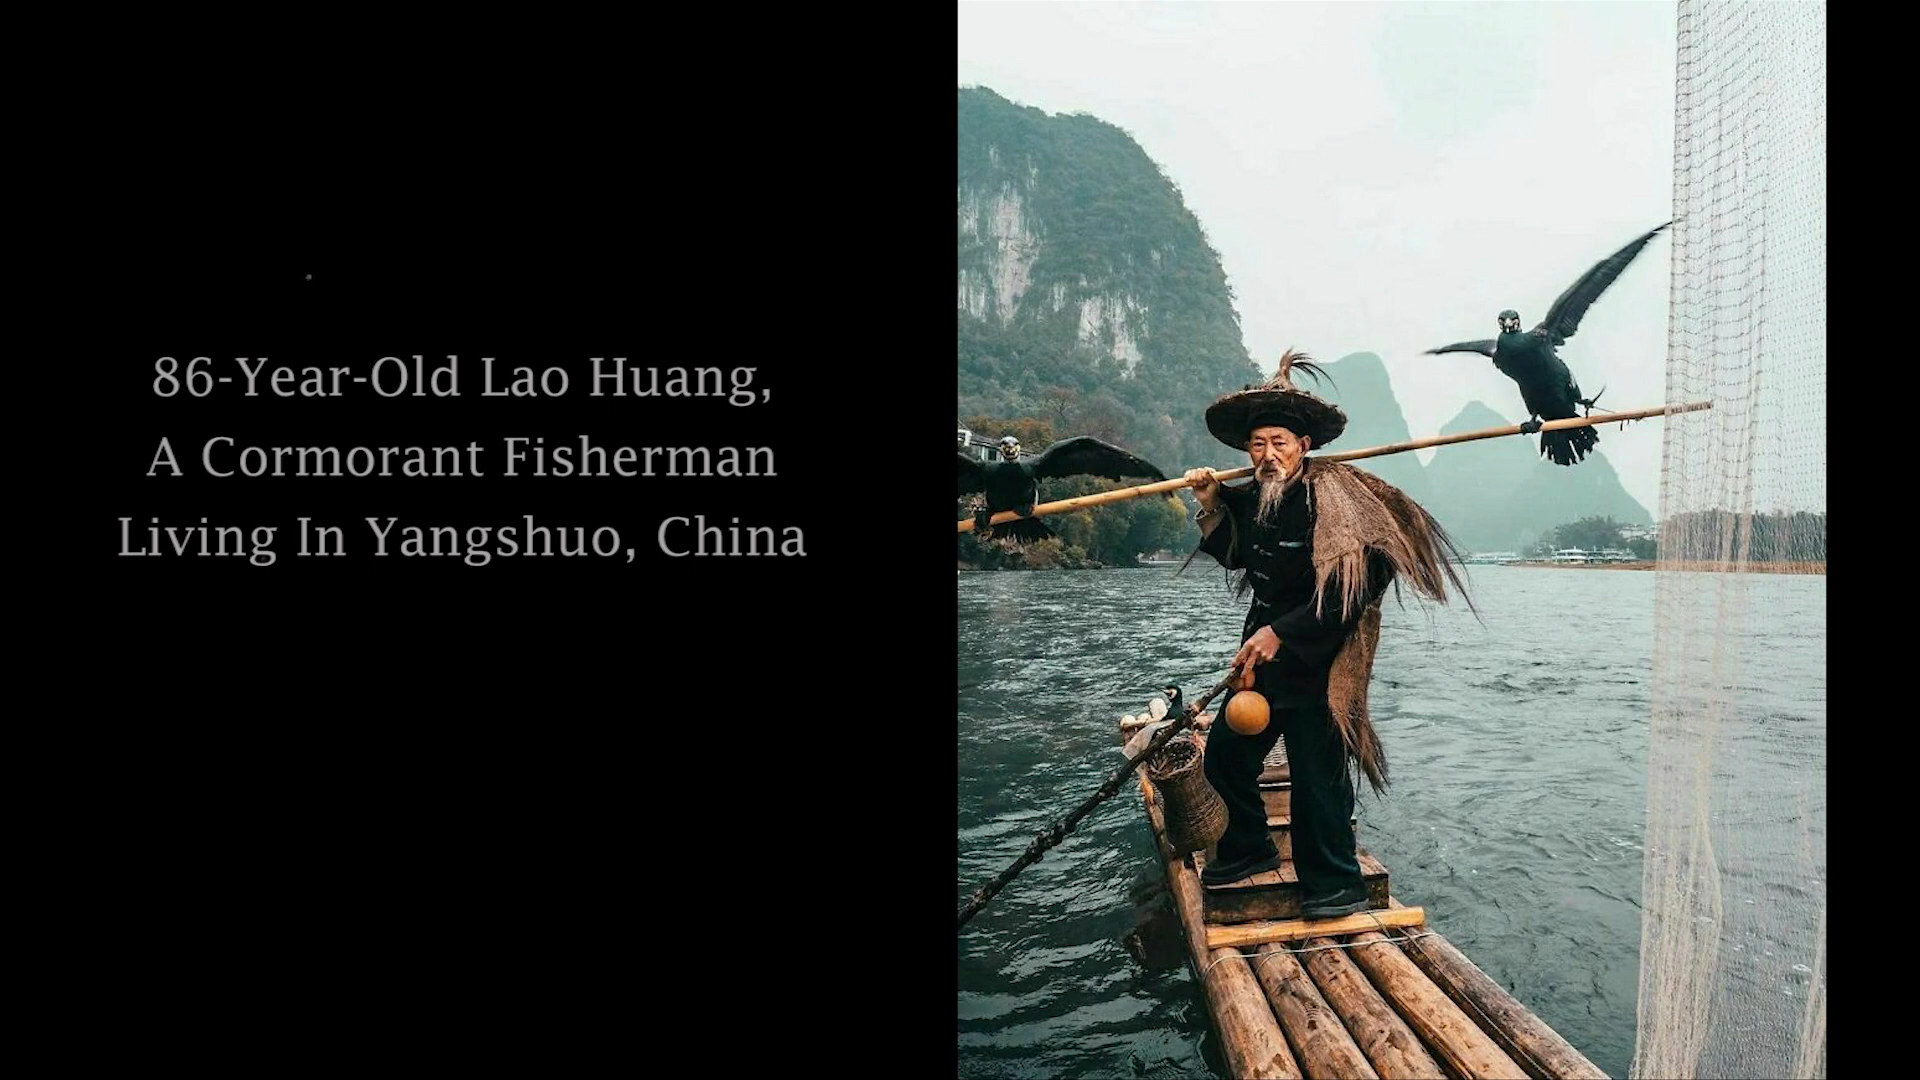 86-Year-Old Lao Huang,
A Cormorant Fisherman
Living In Yangshuo, China